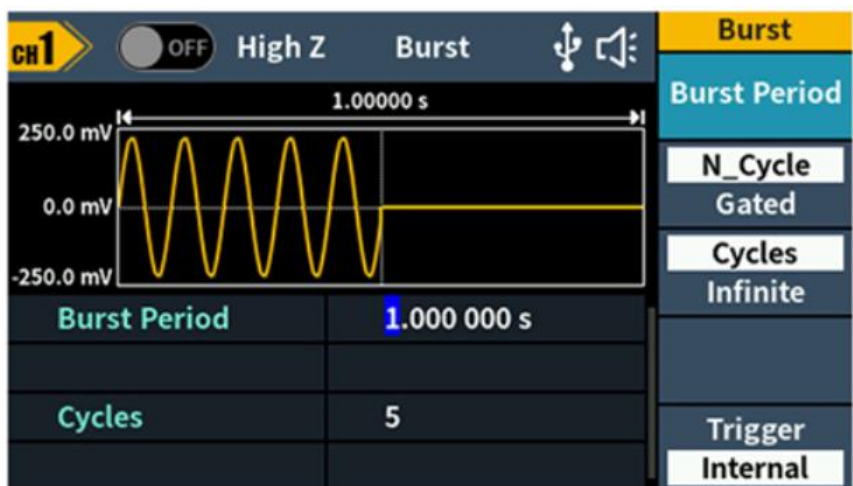 CH1 OFF High Z Burst
Burst
1.00000 s
Burst Period
250.0 mV
0.0 mV
-250.0 mV
N_Cycle
Gated
Cycles
Infinite
Burst Period 1.000 000 s
Cycles 5
Trigger
Internal